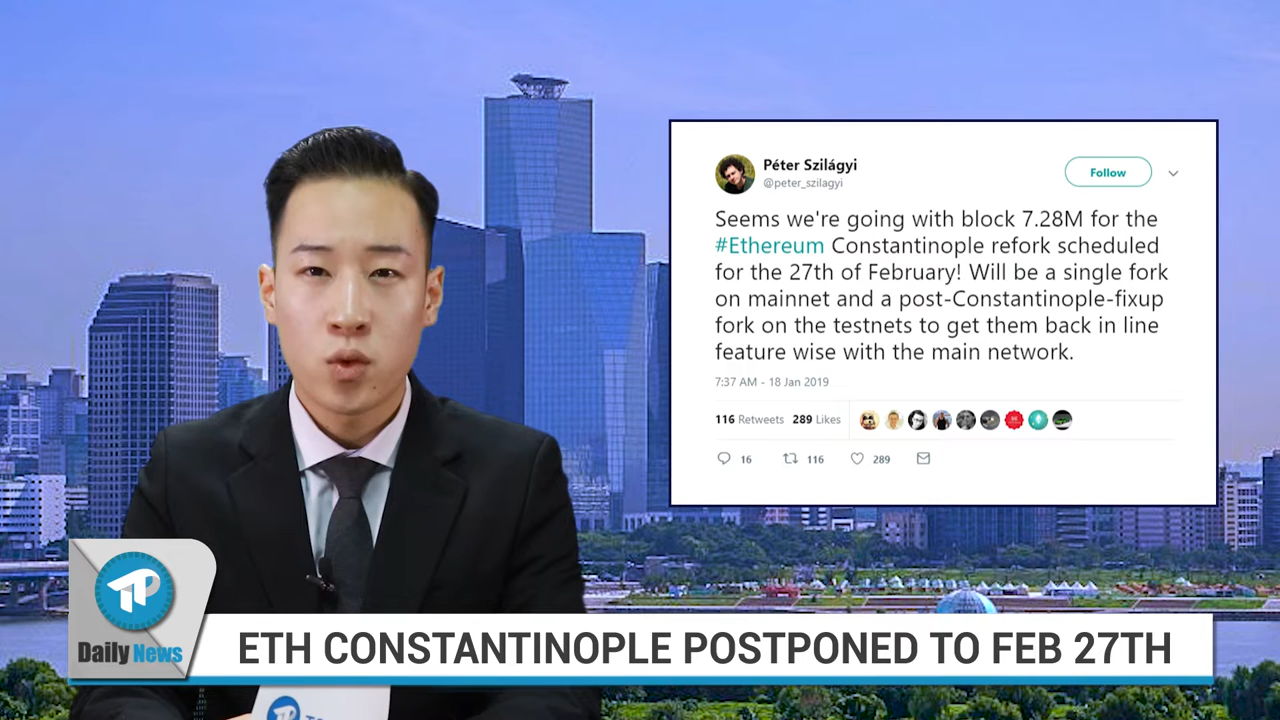 Péter Szilágyi
@peter_szilagyi
Follow
Seems we're going with block 7.28M for the
#Ethereum Constantinople refork scheduled
for the 27th of February! Will be a single fork
on mainnet and a post-Constantinople-fixup
fork on the testnets to get them back in line
feature wise with the main network.
7:37 AM - 18 Jan 2019
116 Retweets 289 Likes
16 116 289
TP
Daily News
ETH CONSTANTINOPLE POSTPONED TO FEB 27TH